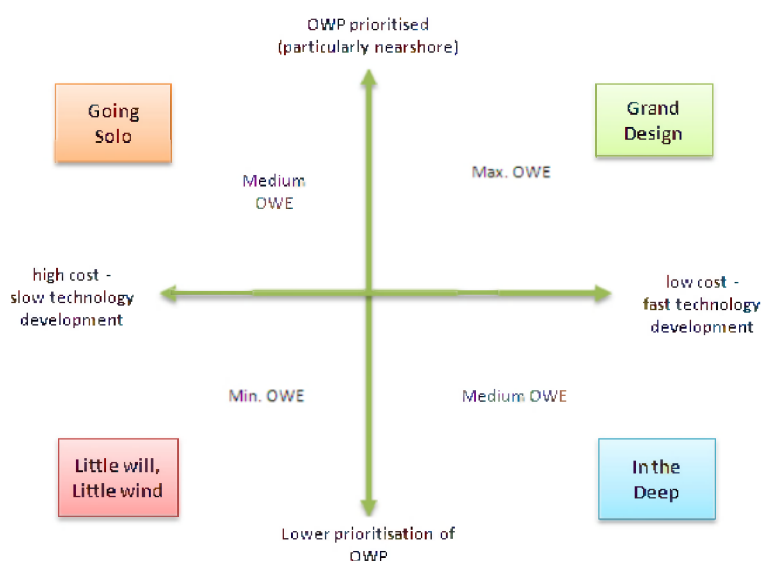 OWP prioritised
(particularly nearshore)
Going
Solo
Grand
Design
Medium
OWE
Max. OWE
high cost -
slow technology
development
low cost -
fast technology
development
Min. OWE
Medium OWE
Little will,
Little wind
In the
Deep
Lower prioritisation of
OWP